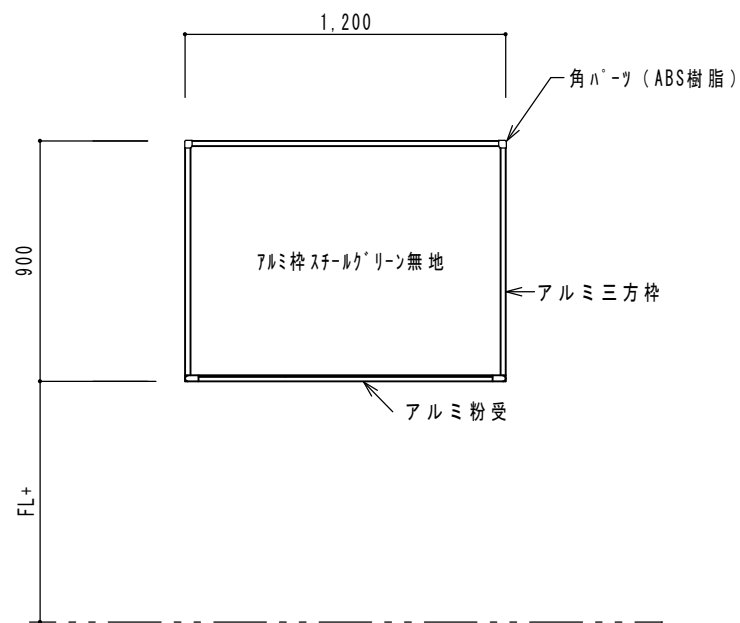 1,200
角パーツ（ABS樹脂）
900
アルミ枠スチールグリーン無地
アルミ三方枠
アルミ粉受
FL+